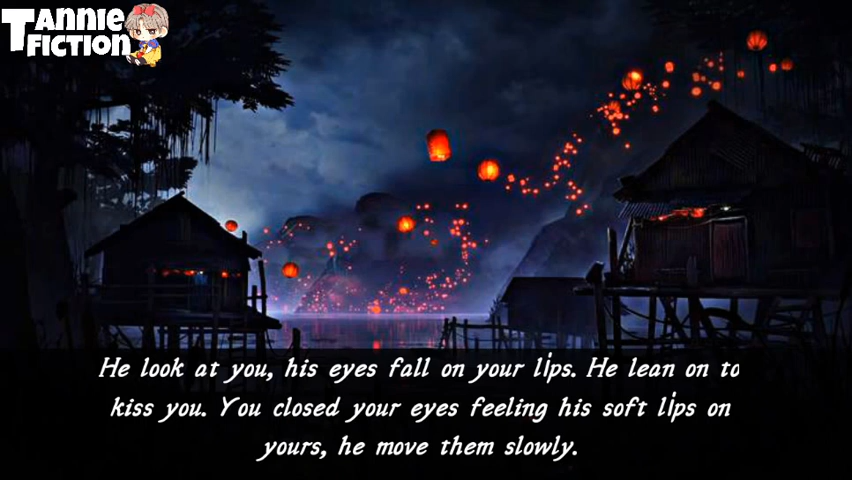 TANNIE
FICTION
He look at you, his eyes fall on your lips. He lean on to
kiss you. You closed your eyes feeling his soft lips on
yours, he move them slowly.